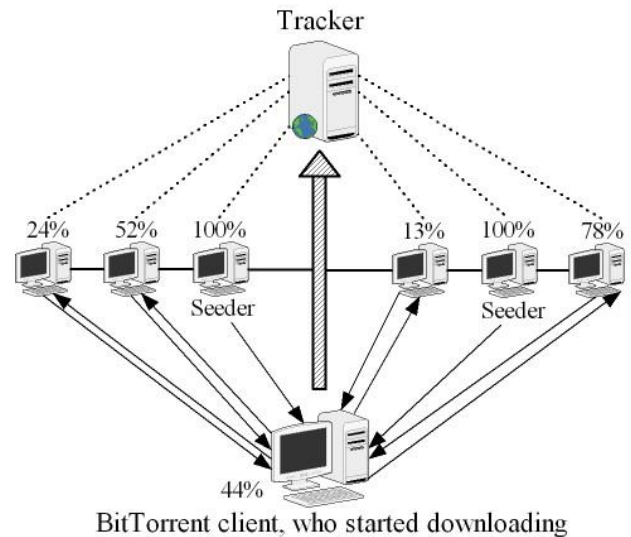 Tracker
24% 52% 100% 13% 100% 78%
Seeder Seeder
44%
BitTorrent client, who started downloading